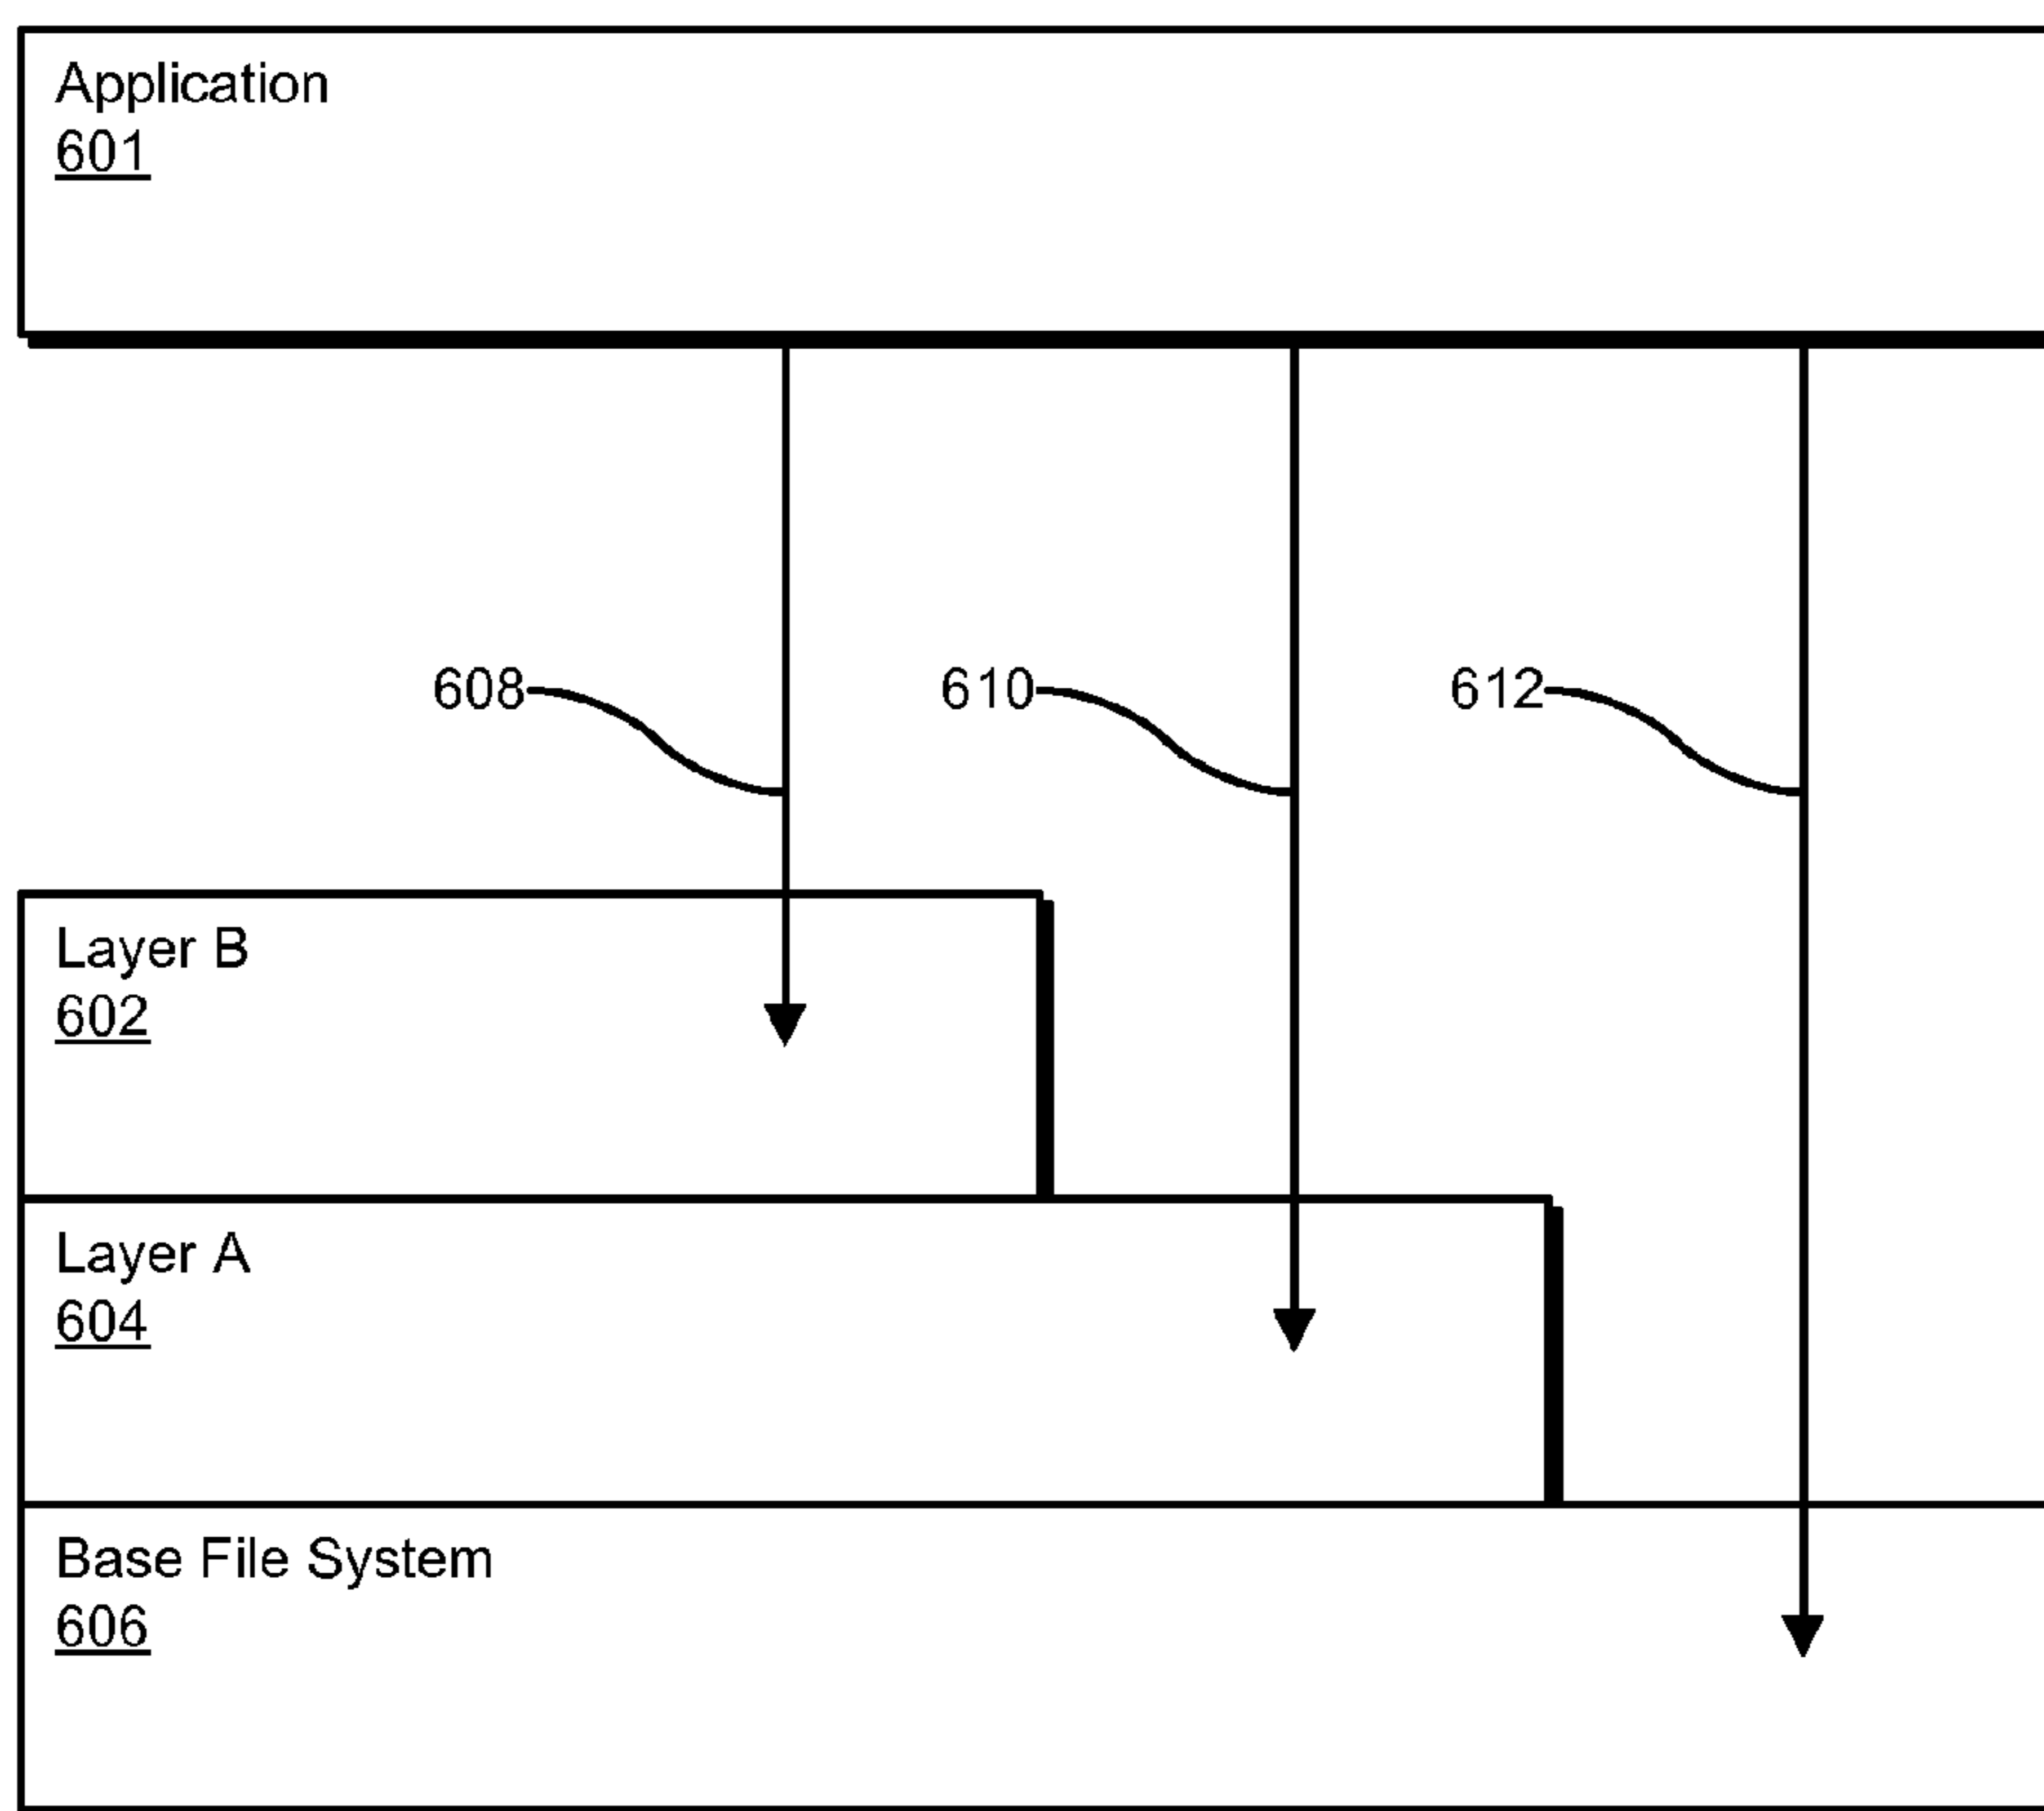 Application
601
608
610
612
Layer B
602
Layer A
604
Base File System
606